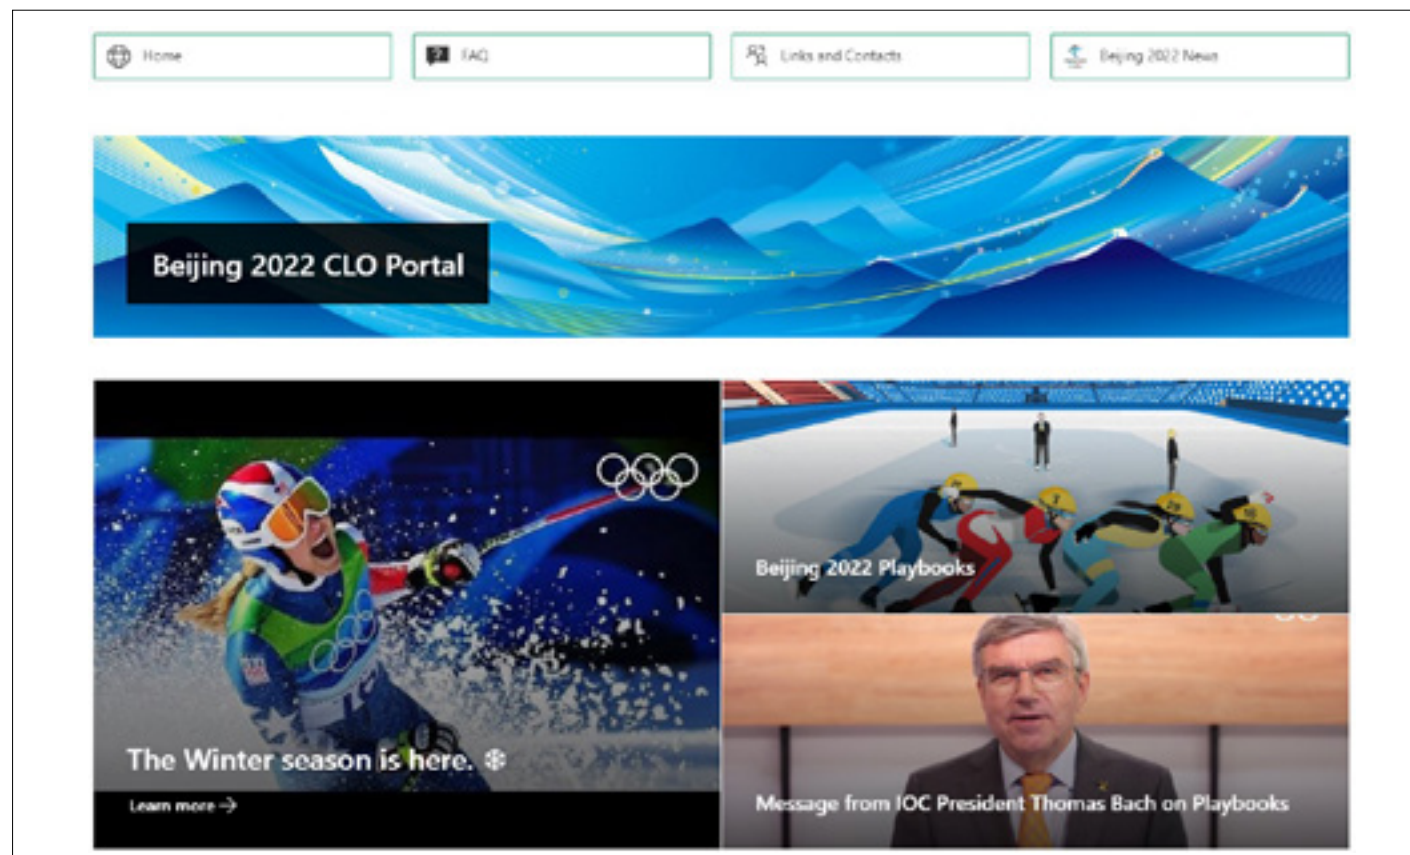 Home
FAQ
Links and Contacts
Beijing 2022 News
Beijing 2022 CLO Portal
Beijing 2022 Playbooks
The Winter season is here.
Learn more →
Message from IOC President Thomas Bach on Playbooks